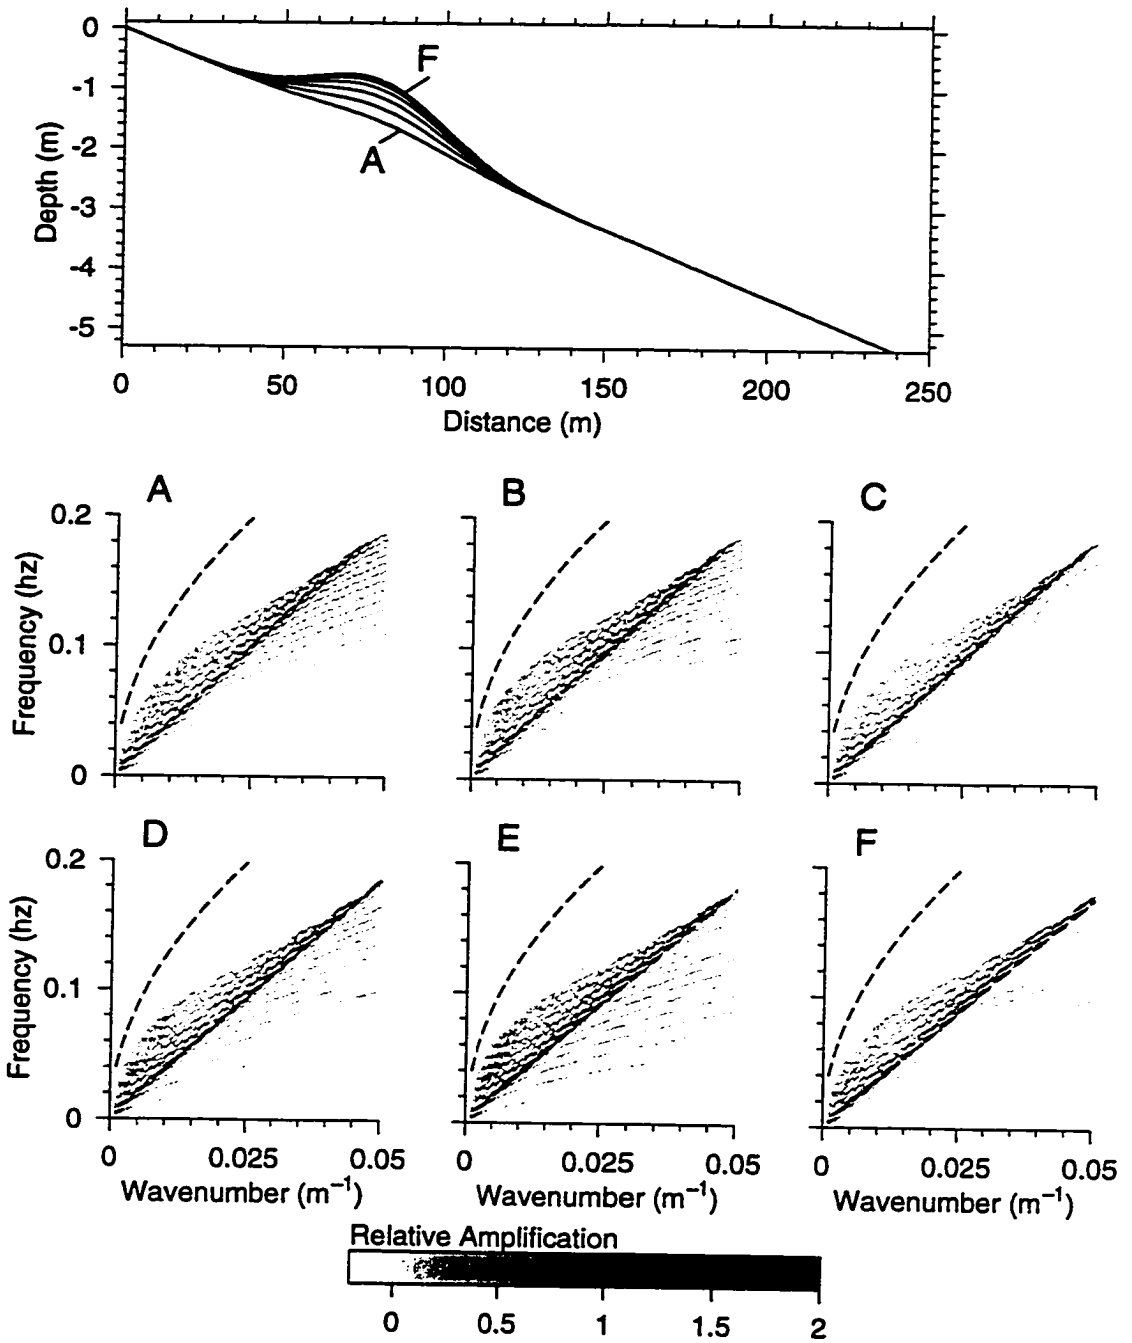 0
-1
-2
-3
-4
-5
Depth (m)
F
A
0 50 100 150 200 250
Distance (m)
A B C
0.2
0.1
0
Frequency (hz)
D E F
0.2
0.1
0
Frequency (hz)
0 0.025 0.05 0 0.025 0.05 0 0.025 0.05
Wavenumber (m⁻¹) Wavenumber (m⁻¹) Wavenumber (m⁻¹)
Relative Amplification
0 0.5 1 1.5 2